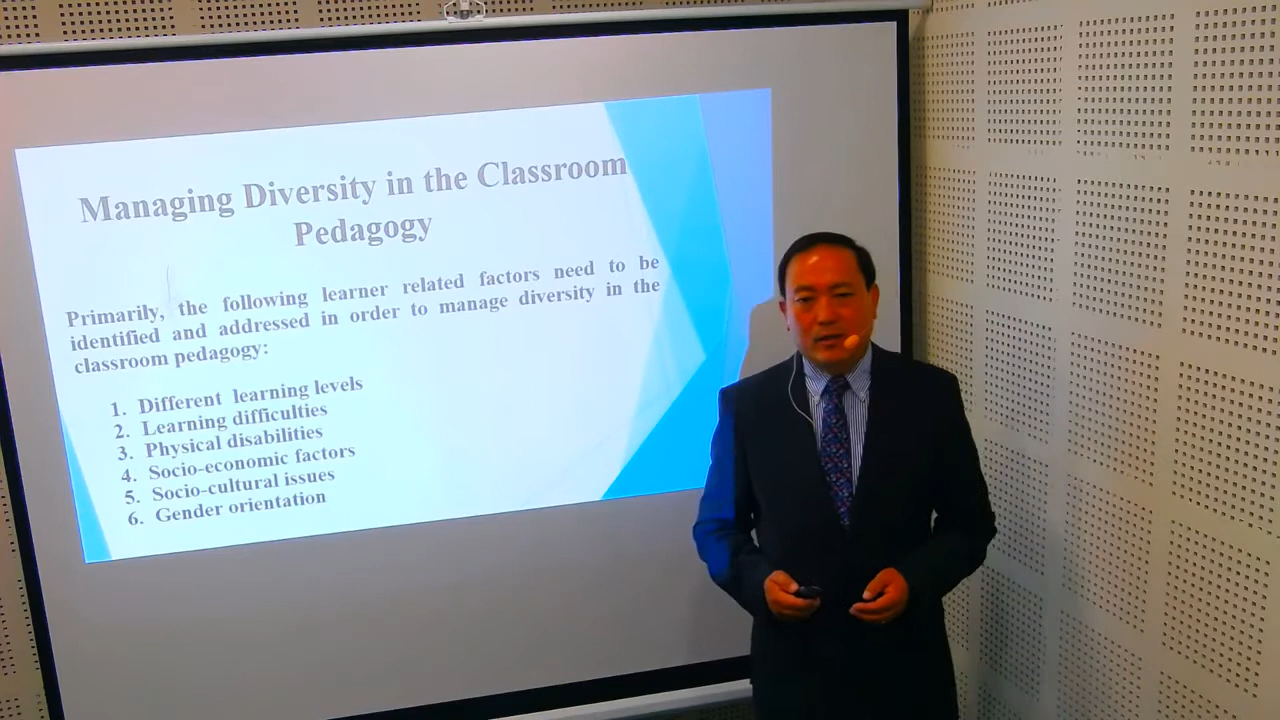 Managing Diversity in the Classroom
Pedagogy
Primarily, the following learner related factors need to be
identified and addressed in order to manage diversity in the
classroom pedagogy:
1. Different learning levels
2. Learning difficulties
3. Physical disabilities
4. Socio-economic factors
5. Socio-cultural issues
6. Gender orientation